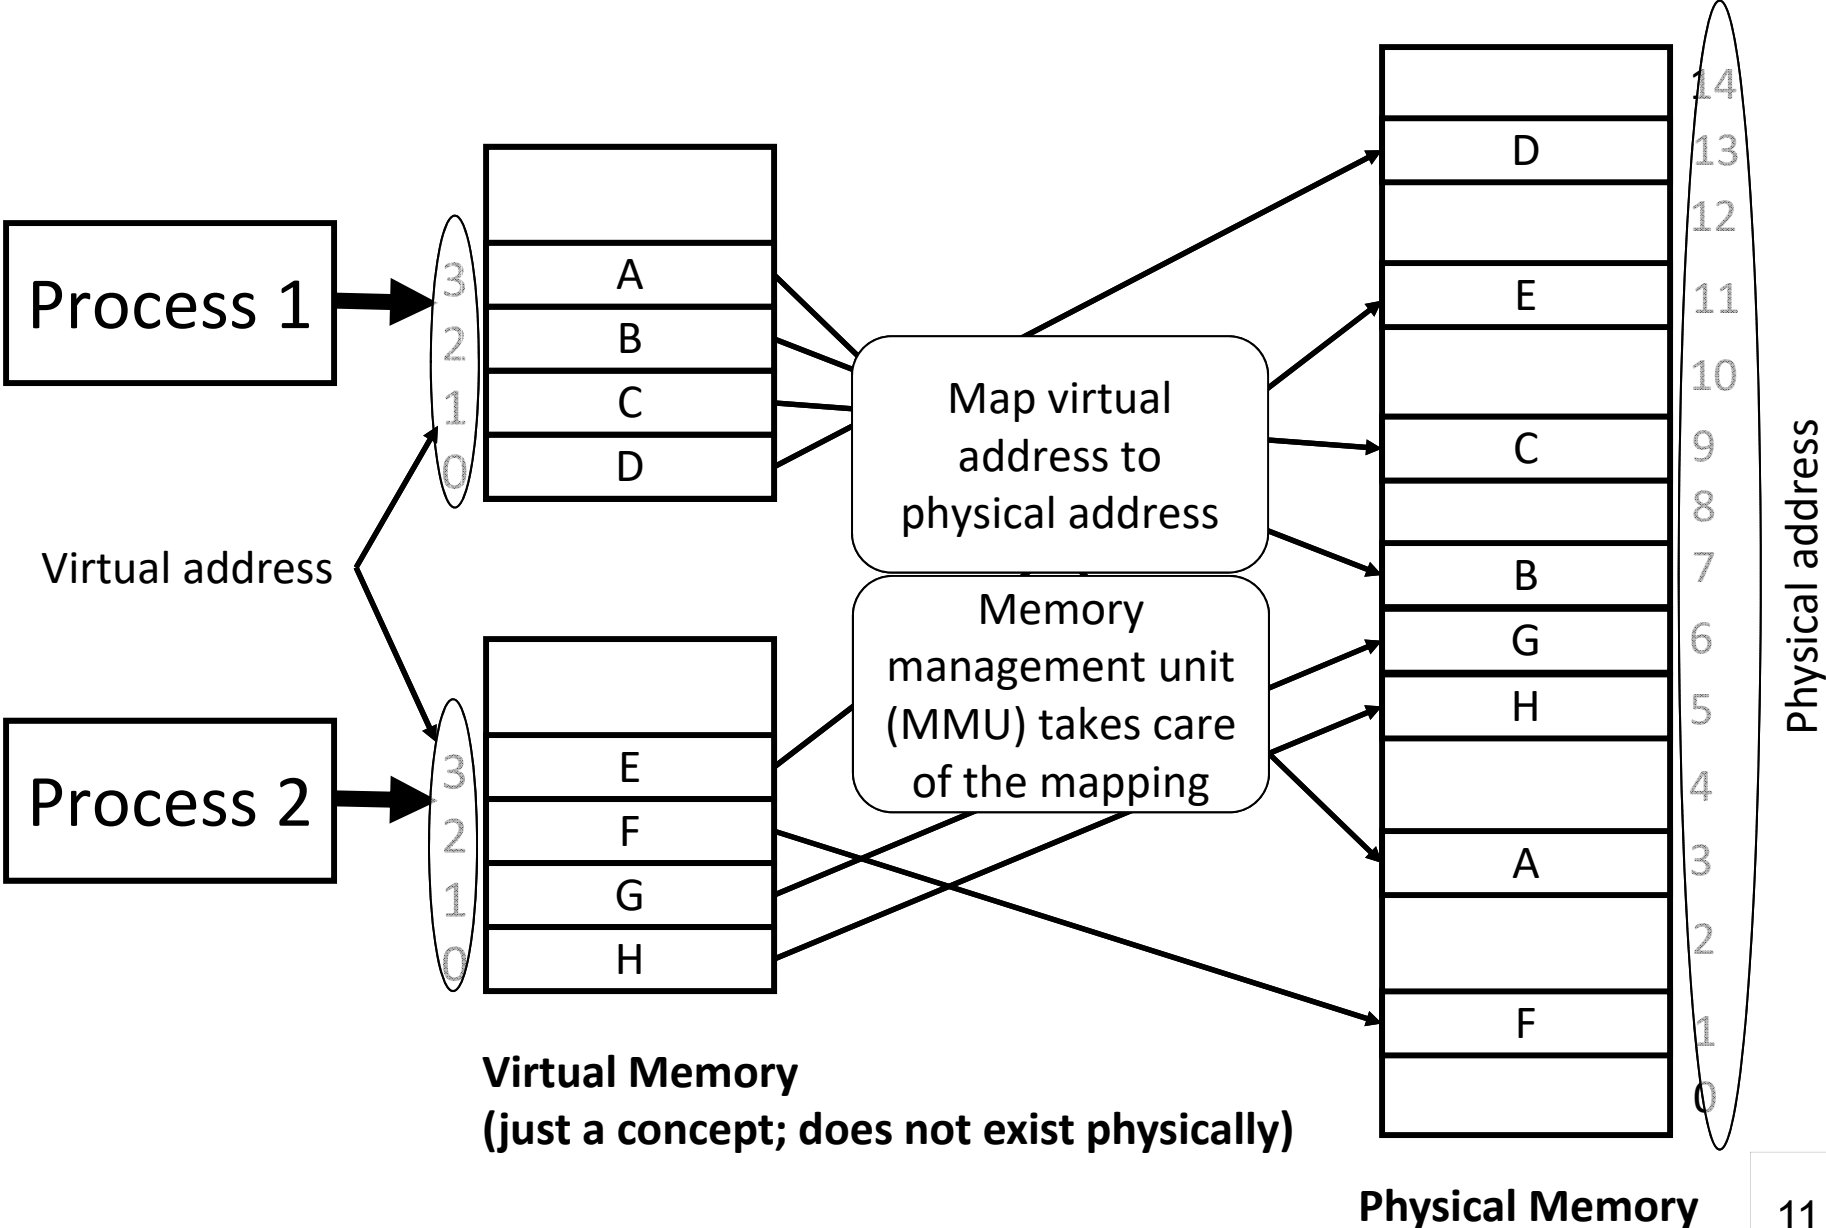 Process 1
3
2
1
0
A
B
C
D
Virtual address
Process 2
3
2
1
0
E
F
G
H
Map virtual
address to
physical address
Memory
management unit
(MMU) takes care
of the mapping
Virtual Memory
(just a concept; does not exist physically)
D
E
C
B
G
H
A
F
14
13
12
11
10
9
8
7
6
5
4
3
2
1
0
Physical address
Physical Memory
11